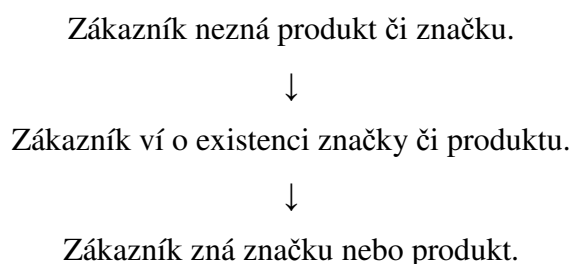 Zákazník nezná produkt či značku.
↓
Zákazník ví o existenci značky či produktu.
↓
Zákazník zná značku nebo produkt.